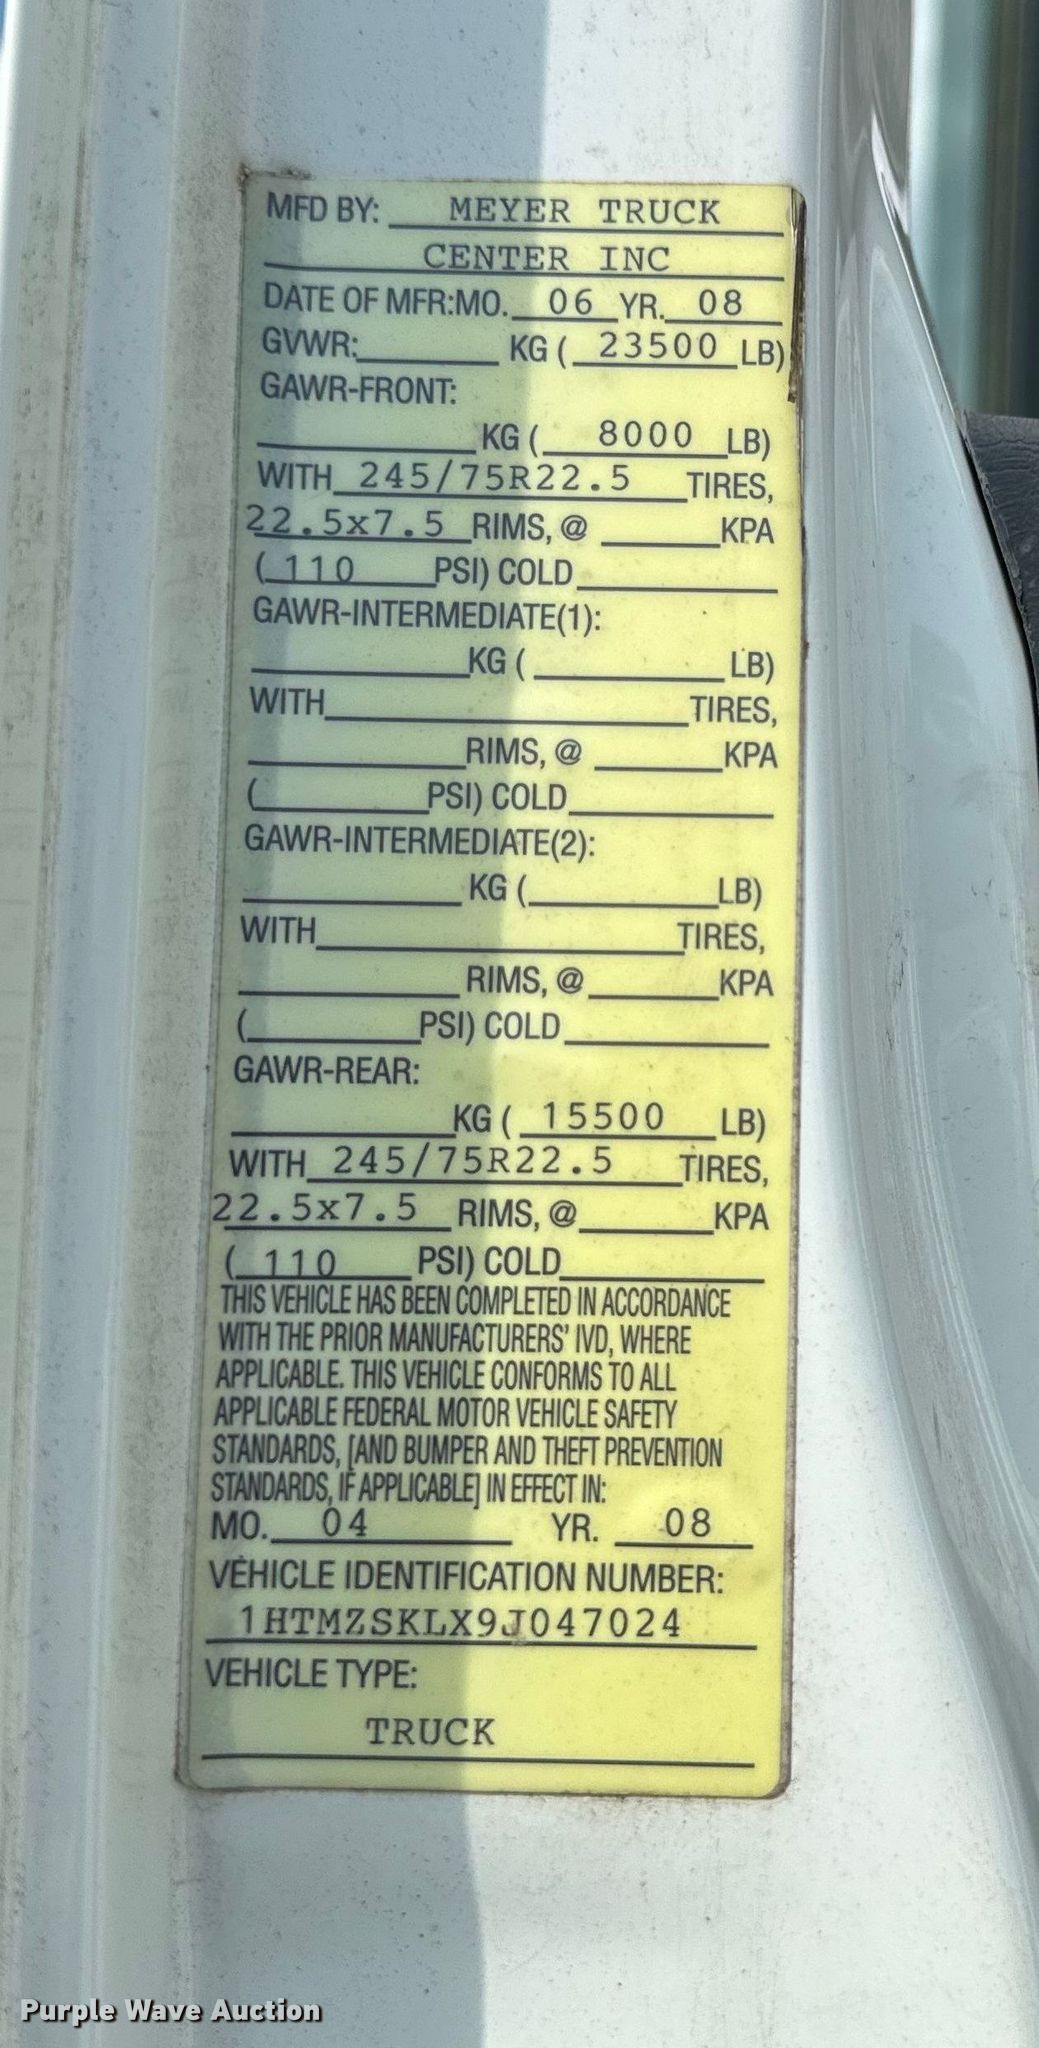 MFD BY: MEYER TRUCK
CENTER INC
DATE OF MFR:MO. 06 YR. 08
GVWR: KG ( 23500 LB)
GAWR-FRONT:
KG ( 8000 LB)
WITH 245/75R22.5 TIRES,
22.5x7.5 RIMS, @ KPA
( 110 PSI) COLD
GAWR-INTERMEDIATE(1):
KG ( LB)
WITH TIRES,
RIMS, @ KPA
( PSI) COLD
GAWR-INTERMEDIATE(2):
KG ( LB)
WITH TIRES,
RIMS, @ KPA
( PSI) COLD
GAWR-REAR:
KG ( 15500 LB)
WITH 245/75R22.5 TIRES,
22.5x7.5 RIMS, @ KPA
( 110 PSI) COLD
THIS VEHICLE HAS BEEN COMPLETED IN ACCORDANCE
WITH THE PRIOR MANUFACTURERS' IVD, WHERE
APPLICABLE. THIS VEHICLE CONFORMS TO ALL
APPLICABLE FEDERAL MOTOR VEHICLE SAFETY
STANDARDS, [AND BUMPER AND THEFT PREVENTION
STANDARDS, IF APPLICABLE] IN EFFECT IN:
MO. 04 YR. 08
VEHICLE IDENTIFICATION NUMBER:
1HTMZSKLX9J047024
VEHICLE TYPE:
TRUCK
Purple Wave Auction